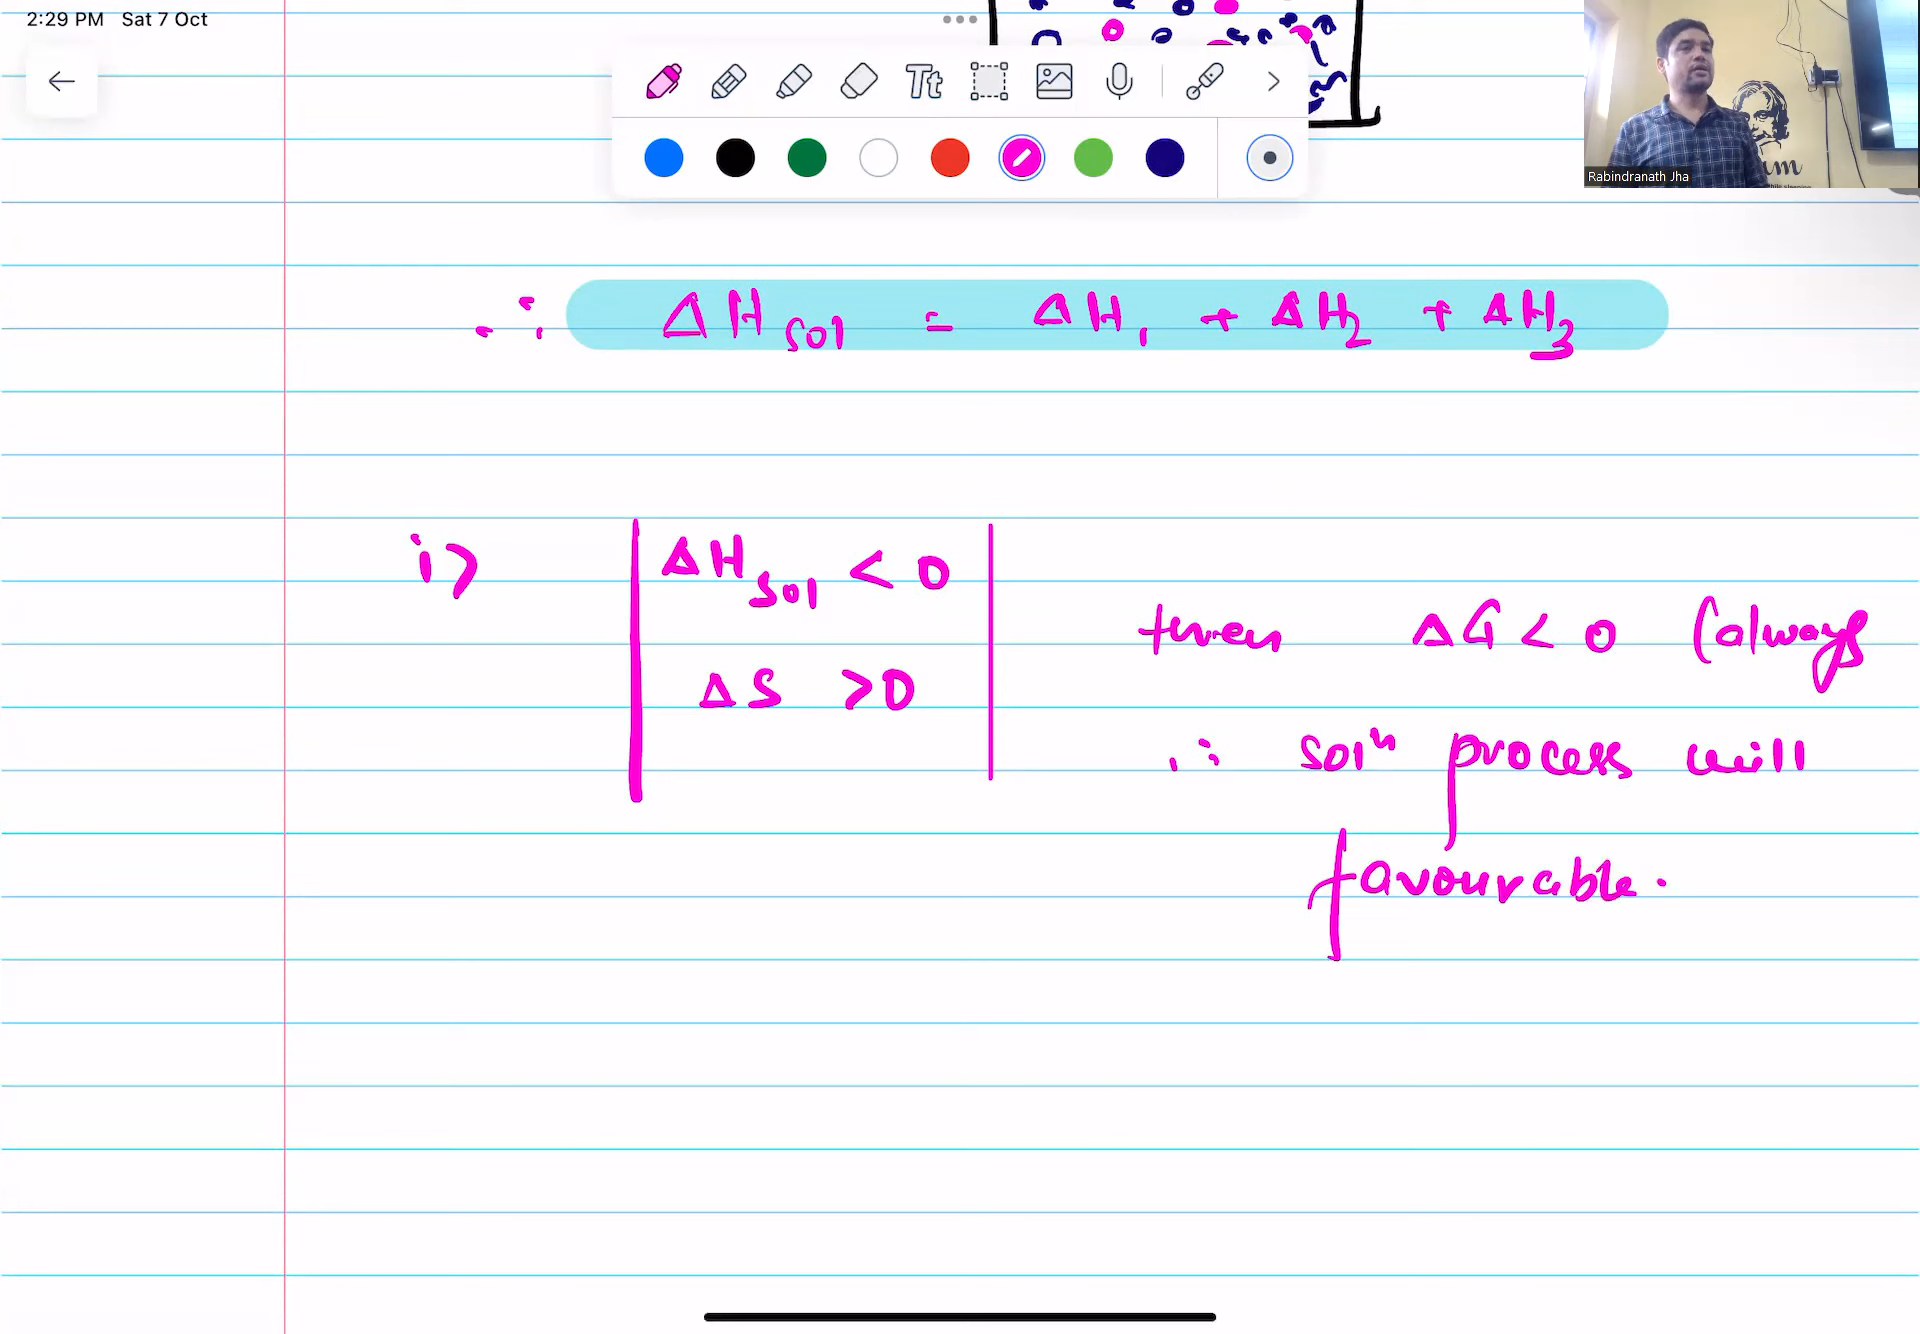 2:29 PM Sat 7 Oct
Tt
Rabindranath Jha
∴ ΔH sol = ΔH₁ + ΔH₂ + ΔH₃
i> ΔH sol < 0
ΔS > 0
ΔG < 0 (always
∴ solⁿ process will
favourable.